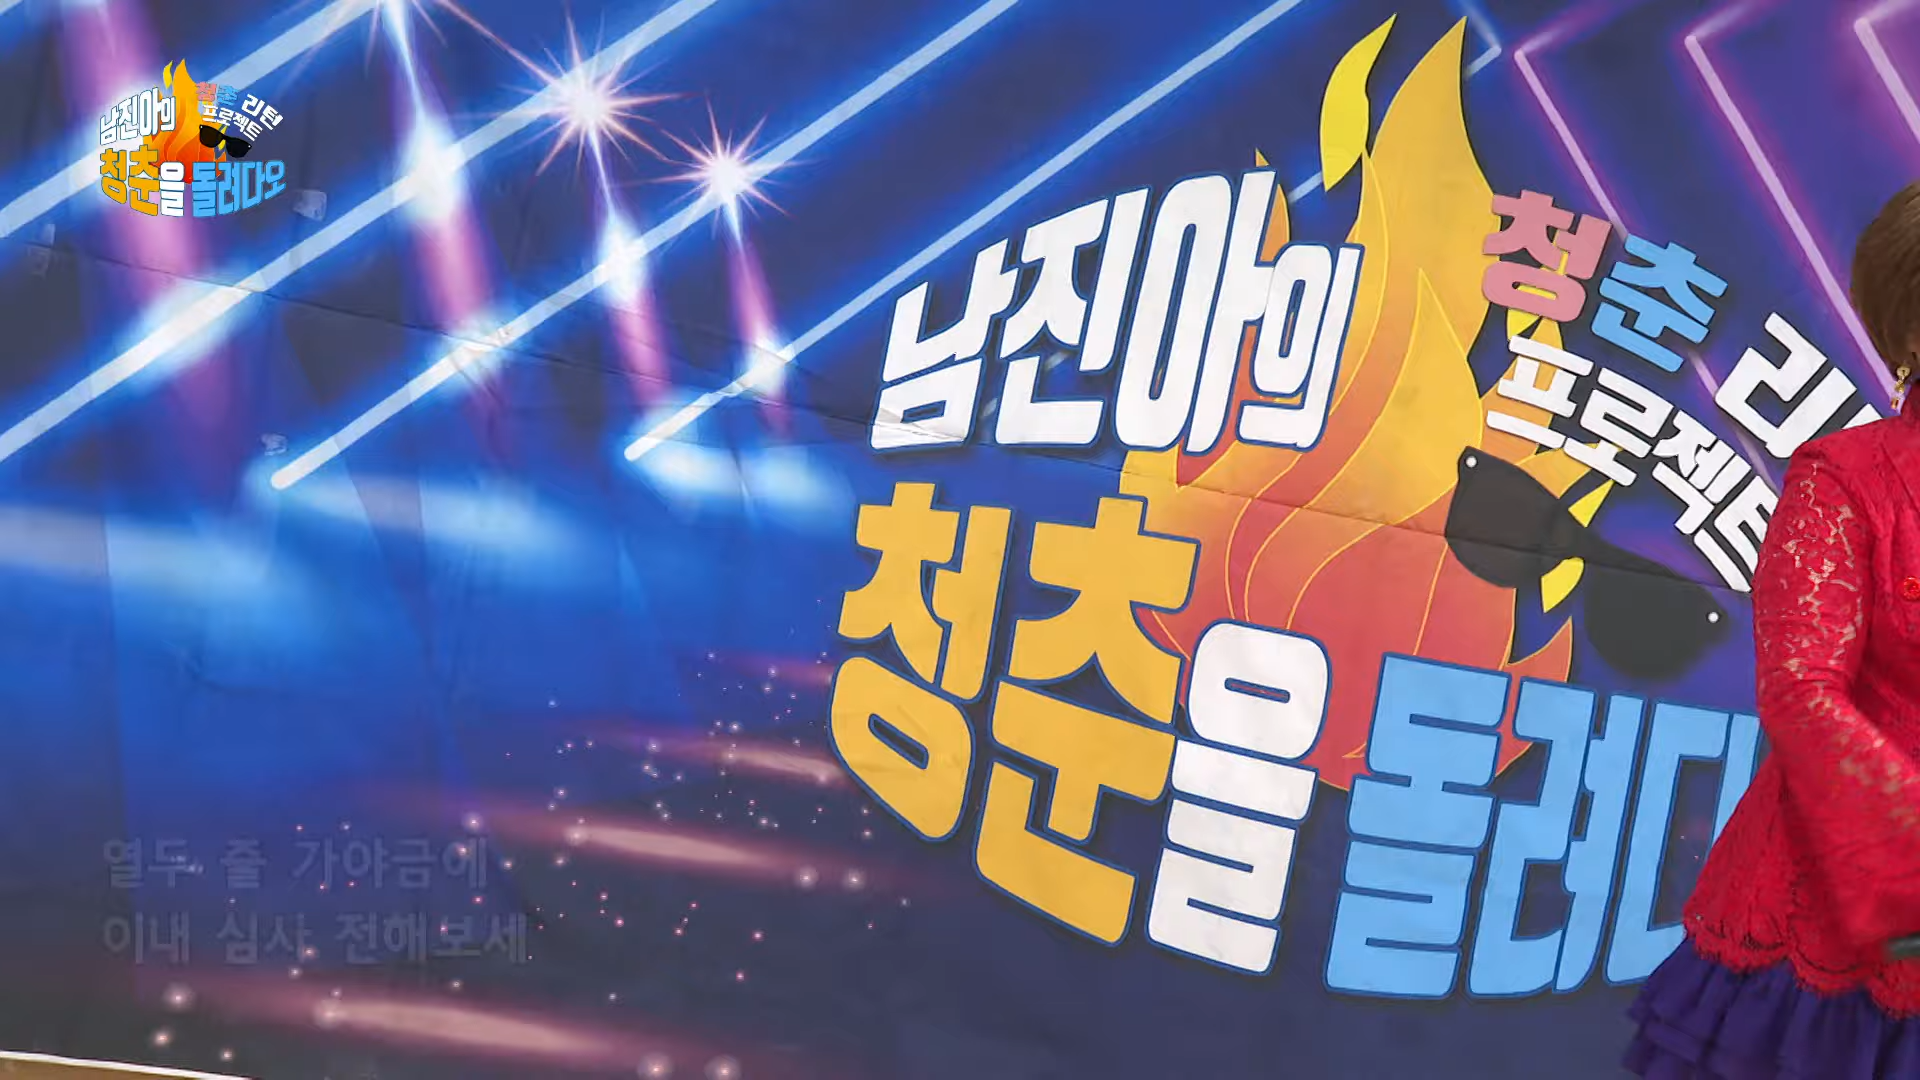 남진아의
청춘 리턴
프로젝트
청춘을 돌려다오
남진아의
청춘 리
프로젝트
청춘을 돌려다
열두 줄 가야금에
이내 심사 전해보세